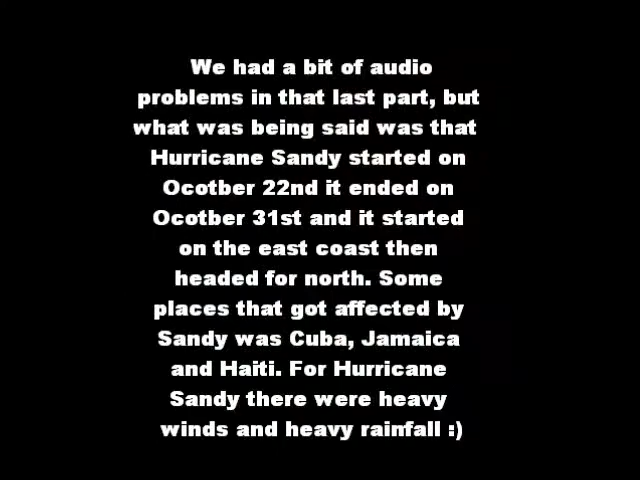 We had a bit of audio
problems in that last part, but
what was being said was that
Hurricane Sandy started on
Ocotber 22nd it ended on
Ocotber 31st and it started
on the east coast then
headed for north. Some
places that got affected by
Sandy was Cuba, Jamaica
and Haiti. For Hurricane
Sandy there were heavy
winds and heavy rainfall :)